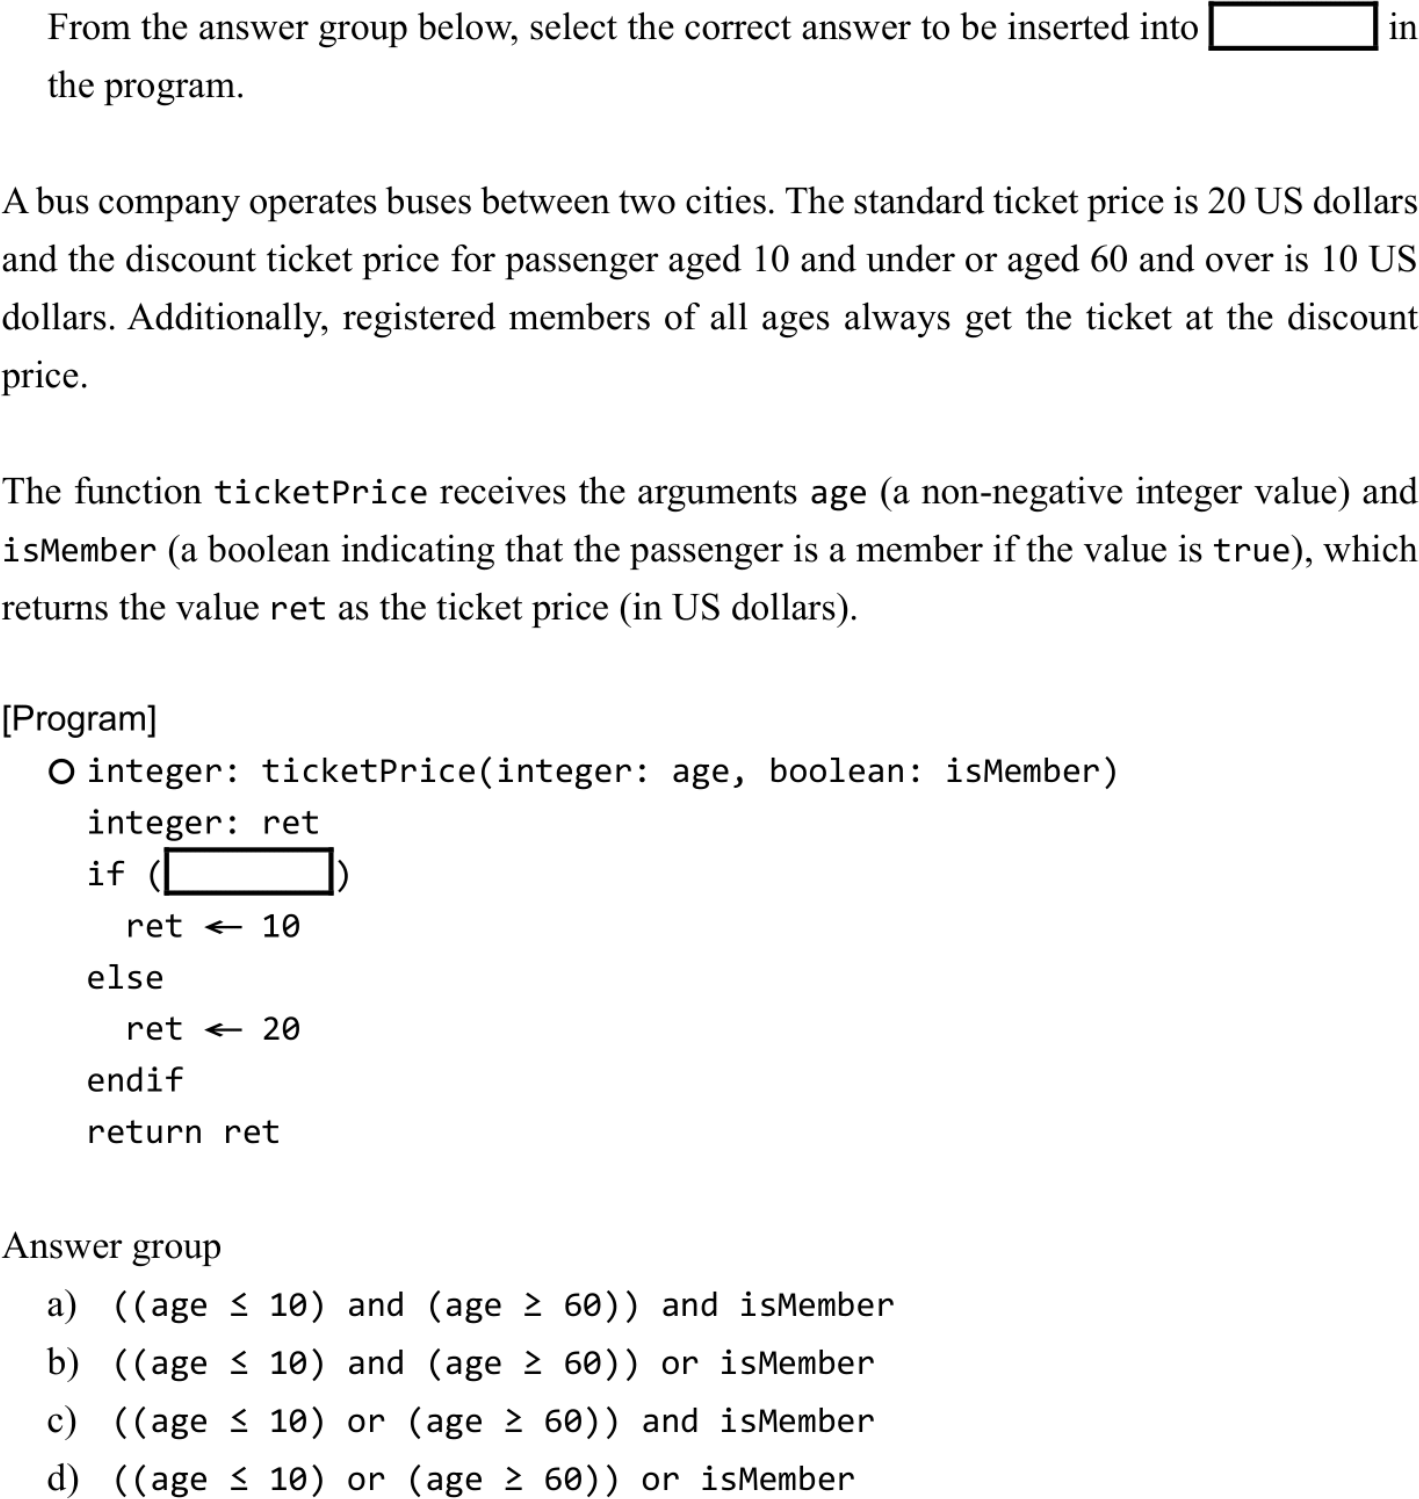 From the answer group below, select the correct answer to be inserted into in
the program.
A bus company operates buses between two cities. The standard ticket price is 20 US dollars
and the discount ticket price for passenger aged 10 and under or aged 60 and over is 10 US
dollars. Additionally, registered members of all ages always get the ticket at the discount
price.
The function ticketPrice receives the arguments age (a non-negative integer value) and
isMember (a boolean indicating that the passenger is a member if the value is true), which
returns the value ret as the ticket price (in US dollars).
[Program]
○ integer: ticketPrice(integer: age, boolean: isMember)
integer: ret
if ( )
ret ← 10
else
ret ← 20
endif
return ret
Answer group
a) ((age ≤ 10) and (age ≥ 60)) and isMember
b) ((age ≤ 10) and (age ≥ 60)) or isMember
c) ((age ≤ 10) or (age ≥ 60)) and isMember
d) ((age ≤ 10) or (age ≥ 60)) or isMember